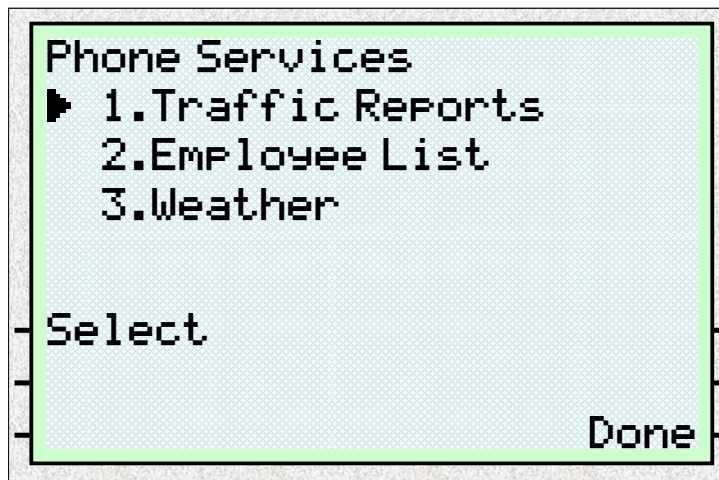 Phone Services
1.Traffic Reports
2.Employee List
3.Weather
Select
Done